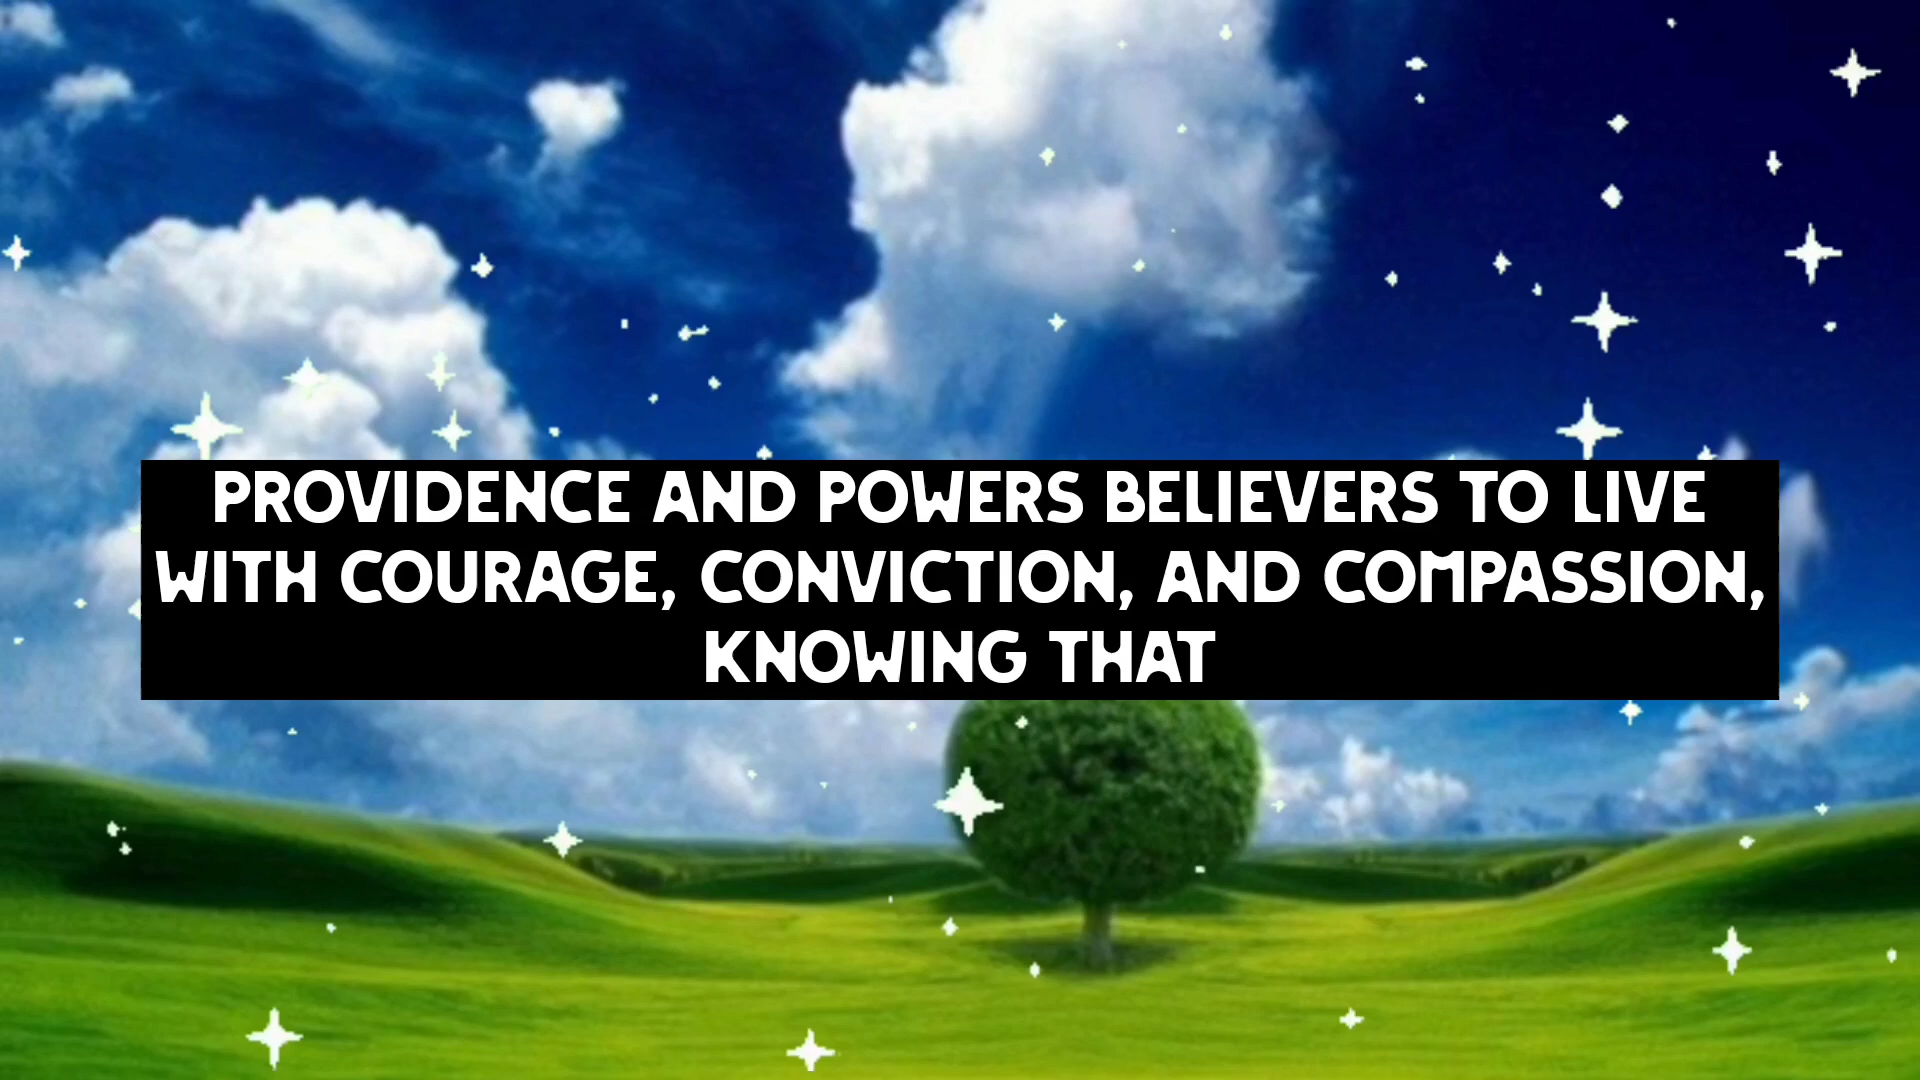 PROVIDENCE AND POWERS BELIEVERS TO LIVE
WITH COURAGE, CONVICTION, AND COMPASSION,
KNOWING THAT